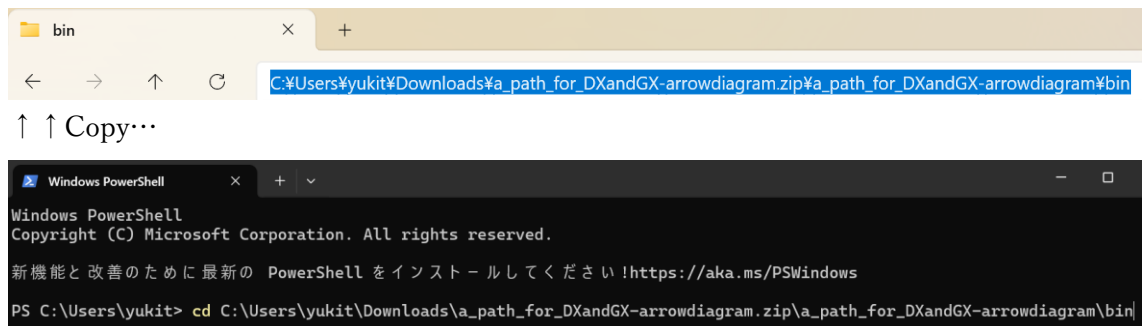 bin
C:¥Users¥yukit¥Downloads¥a_path_for_DXandGX-arrowdiagram.zip¥a_path_for_DXandGX-arrowdiagram¥bin
↑ ↑Copy…
Windows PowerShell
Windows PowerShell
Copyright (C) Microsoft Corporation. All rights reserved.
新機能と改善のために最新の PowerShell をインストールしてください!https://aka.ms/PSWindows
PS C:\Users\yukit> cd C:\Users\yukit\Downloads\a_path_for_DXandGX-arrowdiagram.zip\a_path_for_DXandGX-arrowdiagram\bin